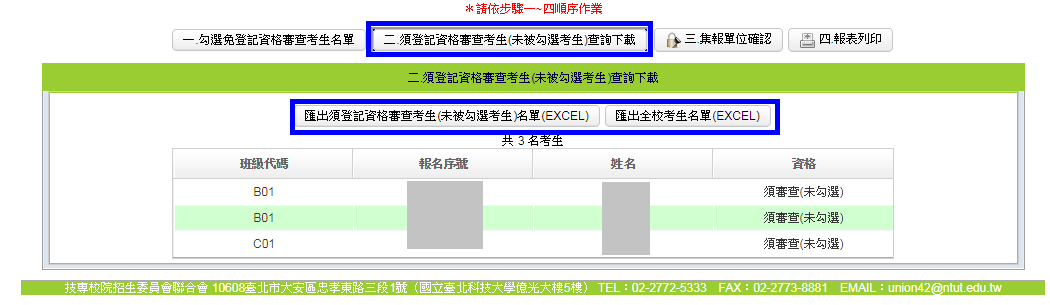 ＊請依步驟一~四順序作業
一.勾選免登記資格審查考生名單 二.須登記資格審查考生(未被勾選考生)查詢下載 三.集報單位確認 四.報表列印
二.須登記資格審查考生(未被勾選考生)查詢下載
匯出須登記資格審查考生(未被勾選考生)名單(EXCEL) 匯出全校考生名單(EXCEL)
共 3 名考生
班級代碼 報名序號 姓名 資格
B01 須審查(未勾選)
B01 須審查(未勾選)
C01 須審查(未勾選)
技專校院招生委員會聯合會 10608臺北市大安區忠孝東路三段1號（國立臺北科技大學億光大樓5樓） TEL：02-2772-5333 FAX：02-2773-8881 EMAIL：union42@ntut.edu.tw